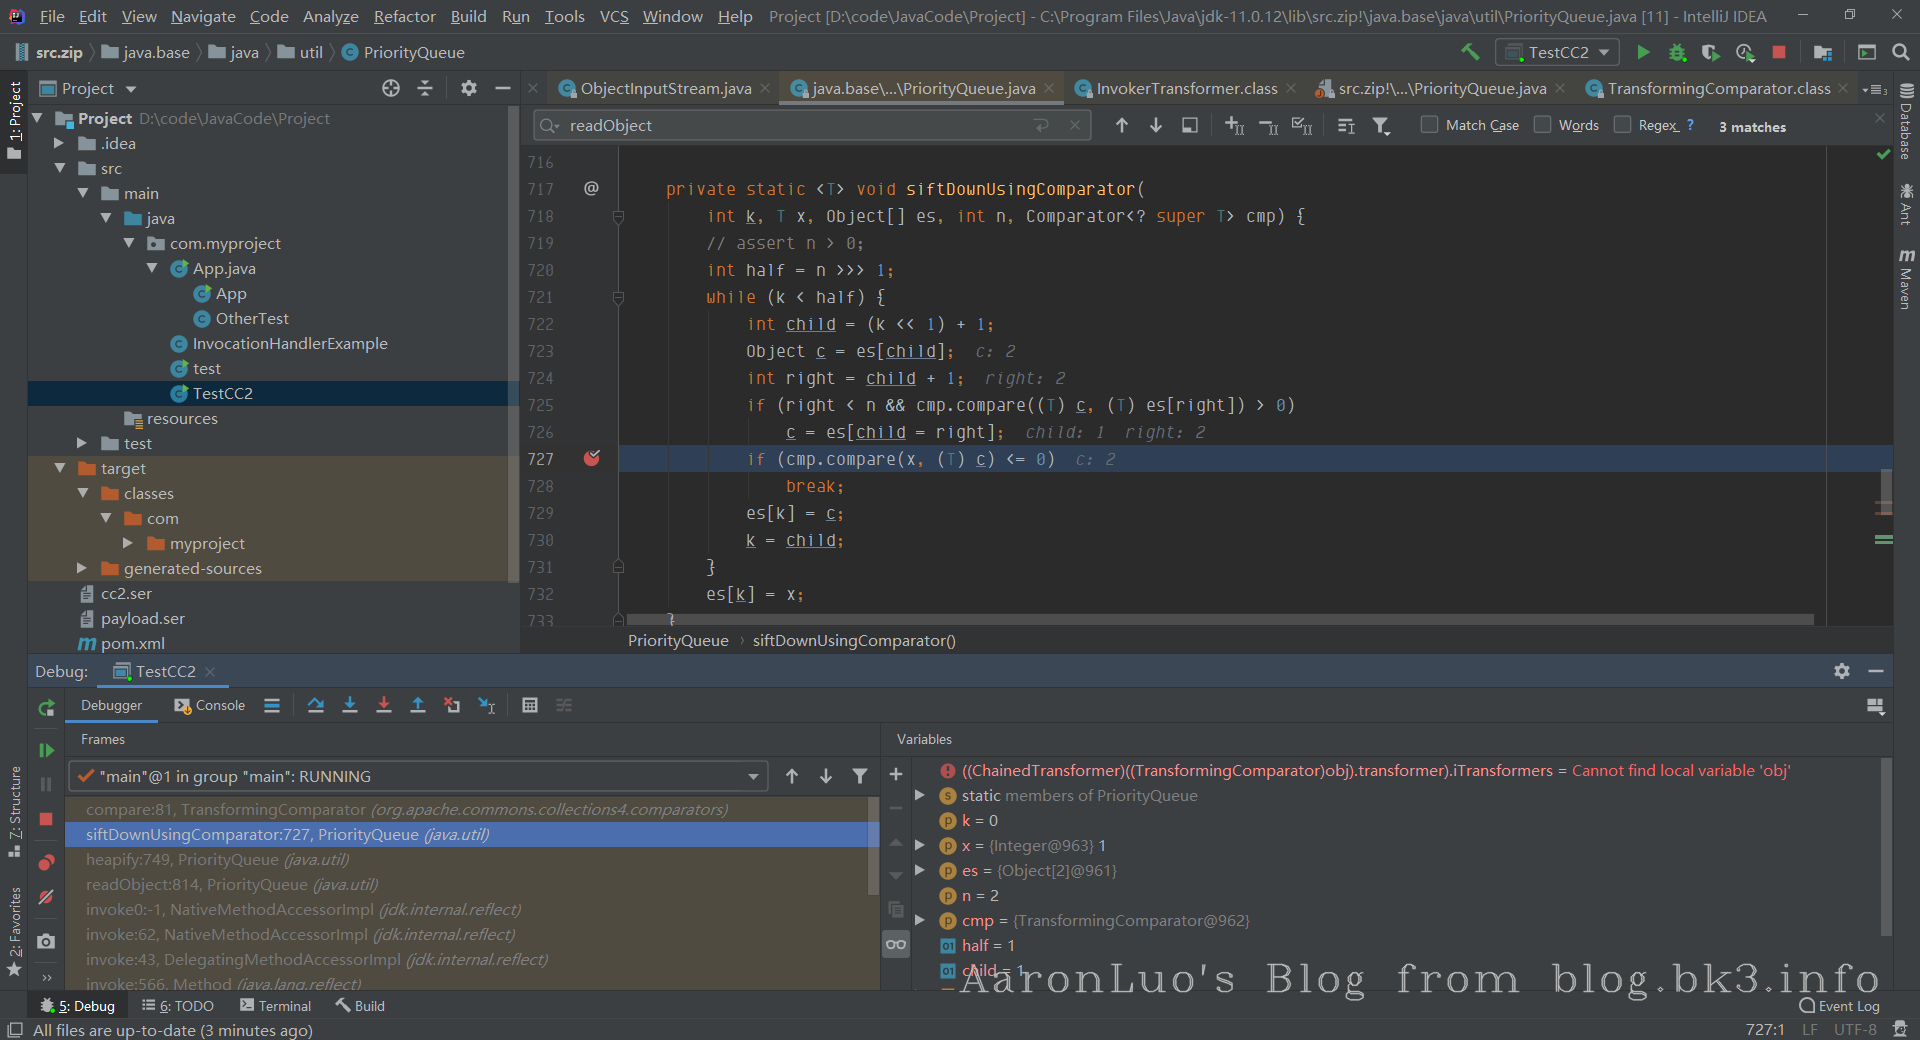 File Edit View Navigate Code Analyze Refactor Build Run Tools VCS Window Help Project [D:\code\JavaCode\Project] - C:\Program Files\Java\jdk-11.0.12\lib\src.zip!\java.base\java\util\PriorityQueue.java [11] - IntelliJ IDEA
src.zip java.base java util PriorityQueue TestCC2
Project ObjectInputStream.java java.base\...\PriorityQueue.java InvokerTransformer.class src.zip!\...\PriorityQueue.java TransformingComparator.class
1: Project
Z: Structure
2: Favorites
Database
Ant
Maven
Project D:\code\JavaCode\Project
.idea
src
main
java
com.myproject
App.java
App
OtherTest
InvocationHandlerExample
test
TestCC2
resources
test
target
classes
com
myproject
generated-sources
cc2.ser
payload.ser
pom.xml
readObject Match Case Words Regex ? 3 matches
716
717 @ private static <T> void siftDownUsingComparator(
718 int k, T x, Object[] es, int n, Comparator<? super T> cmp) {
719 // assert n > 0;
720 int half = n >>> 1;
721 while (k < half) {
722 int child = (k << 1) + 1;
723 Object c = es[child]; c: 2
724 int right = child + 1; right: 2
725 if (right < n && cmp.compare((T) c, (T) es[right]) > 0)
726 c = es[child = right]; child: 1 right: 2
727 if (cmp.compare(x, (T) c) <= 0) c: 2
728 break;
729 es[k] = c;
730 k = child;
731 }
732 es[k] = x;
733 }
PriorityQueue › siftDownUsingComparator()
Debug: TestCC2
Debugger Console
Frames
"main"@1 in group "main": RUNNING
compare:81, TransformingComparator (org.apache.commons.collections4.comparators)
siftDownUsingComparator:727, PriorityQueue (java.util)
heapify:749, PriorityQueue (java.util)
readObject:814, PriorityQueue (java.util)
invoke0:-1, NativeMethodAccessorImpl (jdk.internal.reflect)
invoke:62, NativeMethodAccessorImpl (jdk.internal.reflect)
invoke:43, DelegatingMethodAccessorImpl (jdk.internal.reflect)
invoke:566, Method (java.lang.reflect)
Variables
((ChainedTransformer)((TransformingComparator)obj).transformer).iTransformers = Cannot find local variable 'obj'
static members of PriorityQueue
k = 0
x = {Integer@963} 1
es = {Object[2]@961}
n = 2
cmp = {TransformingComparator@962}
half = 1
child = 1
AaronLuo's Blog from blog.bk3.info
5: Debug 6: TODO Terminal Build Event Log
All files are up-to-date (3 minutes ago) 727:1 LF UTF-8